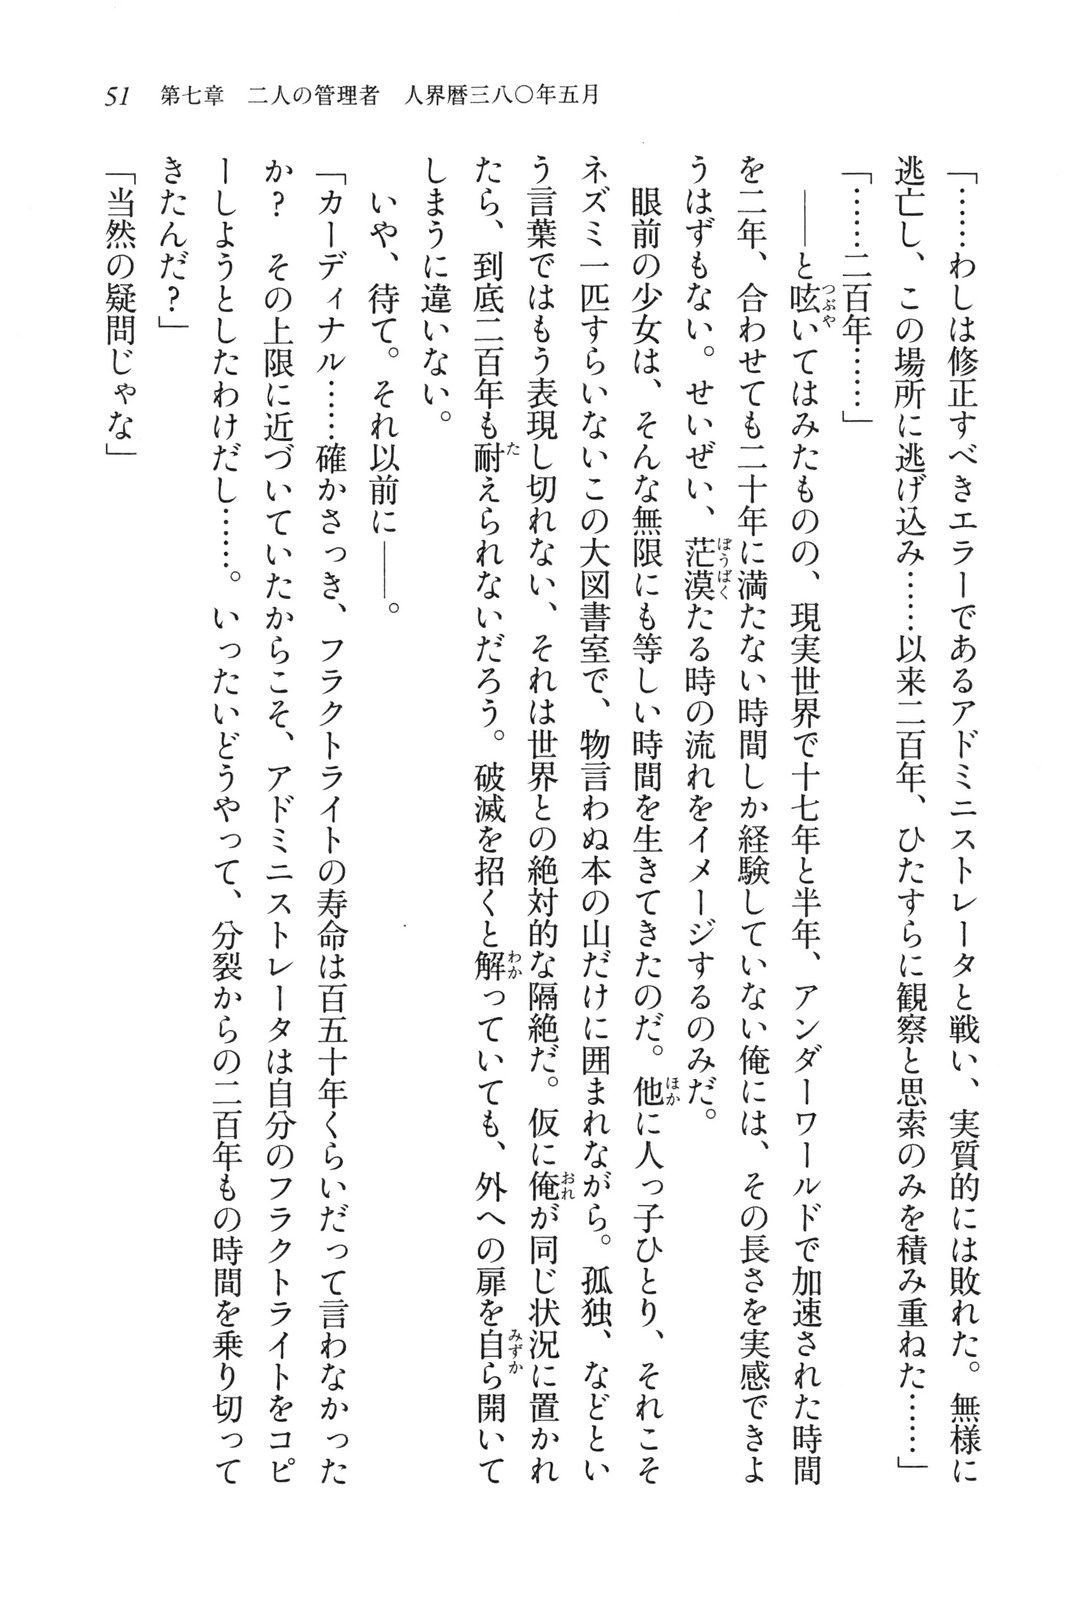 51　第七章　二人の管理者　人界暦三八〇年五月
「……わしは修正すべきエラーであるアドミニストレータと戦い、実質的には敗れた。無様に
逃亡し、この場所に逃げ込み……以来二百年、ひたすらに観察と思索のみを積み重ねた……」
「……二百年……」
　――と呟いてはみたものの、現実世界で十七年と半年、アンダーワールドで加速された時間
を二年、合わせても二十年に満たない時間しか経験していない俺には、その長さを実感できよ
うはずもない。せいぜい、茫漠たる時の流れをイメージするのみだ。
　眼前の少女は、そんな無限にも等しい時間を生きてきたのだ。他に人っ子ひとり、それこそ
ネズミ一匹すらいないこの大図書室で、物言わぬ本の山だけに囲まれながら。孤独、などとい
う言葉ではもう表現し切れない、それは世界との絶対的な隔絶だ。仮に俺が同じ状況に置かれ
たら、到底二百年も耐えられないだろう。破滅を招くと解っていても、外への扉を自ら開いて
しまうに違いない。
　いや、待て。それ以前に――。
「カーディナル……確かさっき、フラクトライトの寿命は百五十年くらいだって言わなかった
か？　その上限に近づいていたからこそ、アドミニストレータは自分のフラクトライトをコピ
ーしようとしたわけだし……。いったいどうやって、分裂からの二百年もの時間を乗り切って
きたんだ？」
「当然の疑問じゃな」